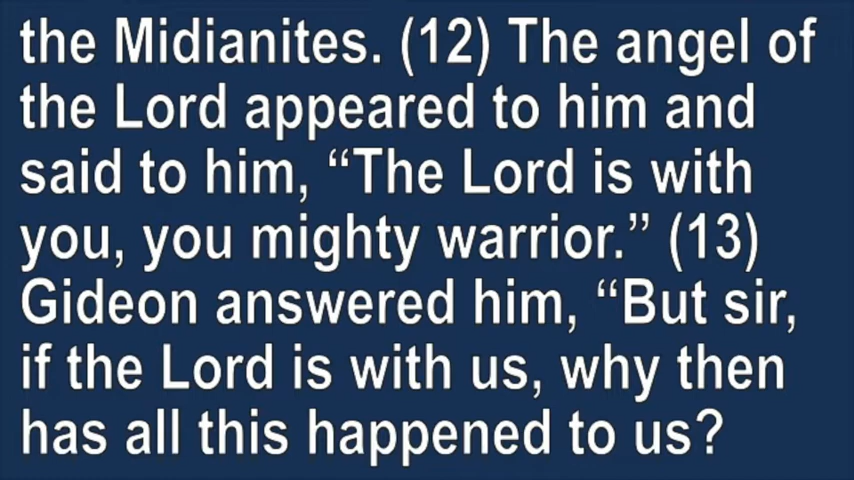 the Midianites. (12) The angel of
the Lord appeared to him and
said to him, “The Lord is with
you, you mighty warrior.” (13)
Gideon answered him, “But sir,
if the Lord is with us, why then
has all this happened to us?